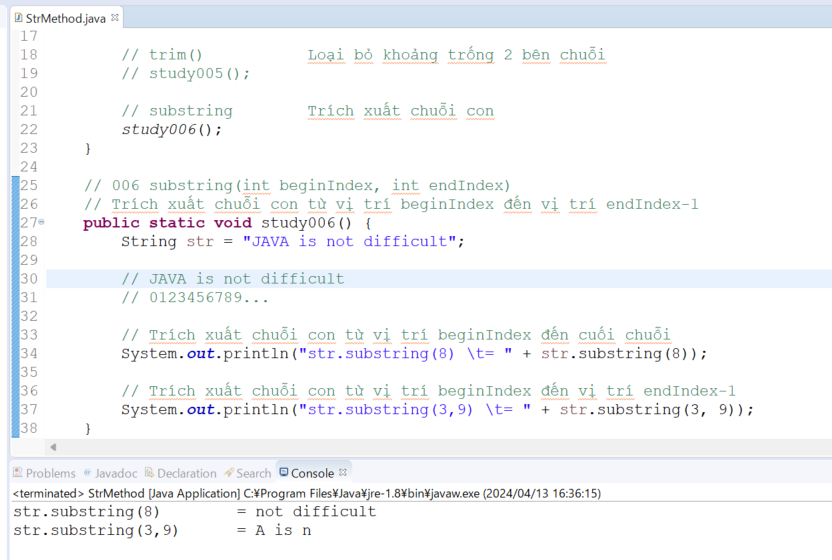 StrMethod.java
17
18 // trim() Loại bỏ khoảng trống 2 bên chuỗi
19 // study005();
20
21 // substring Trích xuất chuỗi con
22 study006();
23 }
24
25 // 006 substring(int beginIndex, int endIndex)
26 // Trích xuất chuỗi con từ vị trí beginIndex đến vị trí endIndex-1
27 public static void study006() {
28 String str = "JAVA is not difficult";
29
30 // JAVA is not difficult
31 // 0123456789...
32
33 // Trích xuất chuỗi con từ vị trí beginIndex đến cuối chuỗi
34 System.out.println("str.substring(8) \t= " + str.substring(8));
35
36 // Trích xuất chuỗi con từ vị trí beginIndex đến vị trí endIndex-1
37 System.out.println("str.substring(3,9) \t= " + str.substring(3, 9));
38 }
Problems Javadoc Declaration Search Console
<terminated> StrMethod [Java Application] C:¥Program Files¥Java¥jre-1.8¥bin¥javaw.exe (2024/04/13 16:36:15)
str.substring(8) = not difficult
str.substring(3,9) = A is n